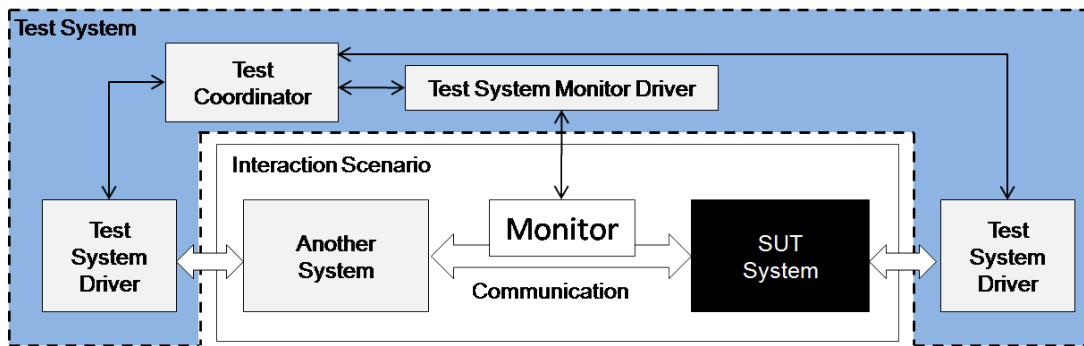 Test System
Test
Coordinator
Test System Monitor Driver
Interaction Scenario
Test
System
Driver
Another
System
Monitor
Communication
SUT
System
Test
System
Driver